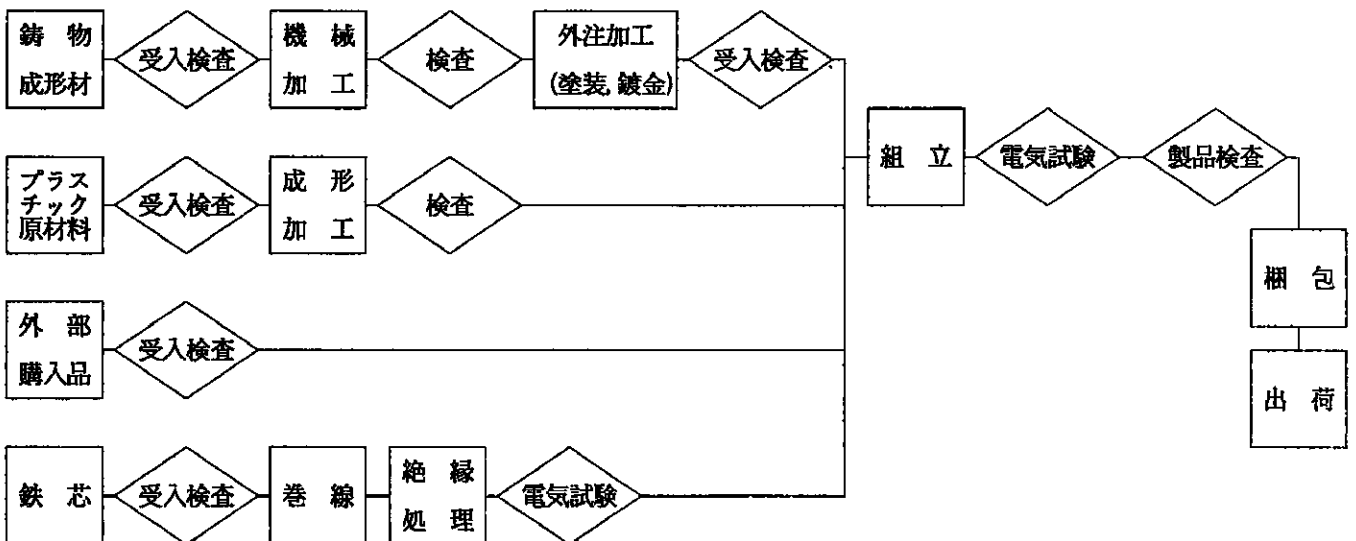 鋳物
成形材
受入検査
機械
加工
検査
外注加工
(塗装,鍍金)
受入検査
組立
電気試験
製品検査
プラス
チック
原材料
受入検査
成形
加工
検査
梱包
外部
購入品
受入検査
出荷
鉄芯
受入検査
巻線
絶縁
処理
電気試験